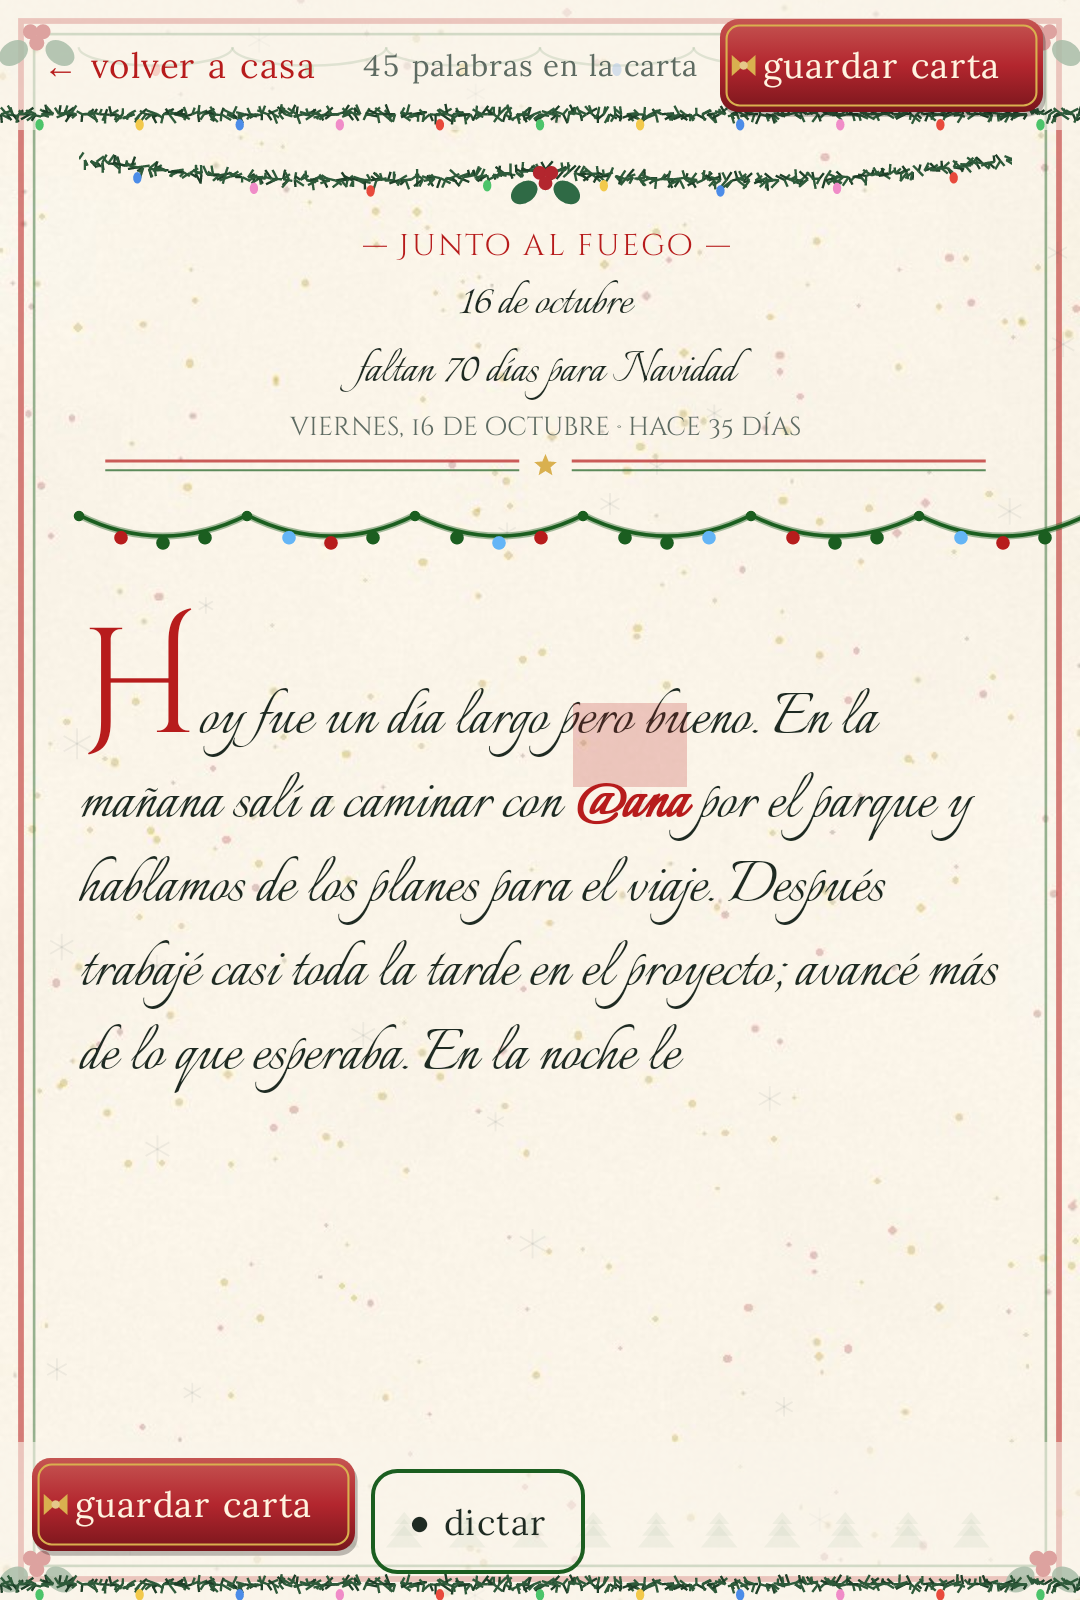 ← volver a casa 45 palabras en la carta guardar carta
— JUNTO AL FUEGO —
16 de octubre
faltan 70 días para Navidad
VIERNES, 16 DE OCTUBRE · HACE 35 DÍAS
Hoy fue un día largo pero bueno. En la
mañana salí a caminar con @ana por el parque y
hablamos de los planes para el viaje. Después
trabajé casi toda la tarde en el proyecto; avancé más
de lo que esperaba. En la noche le
guardar carta • dictar